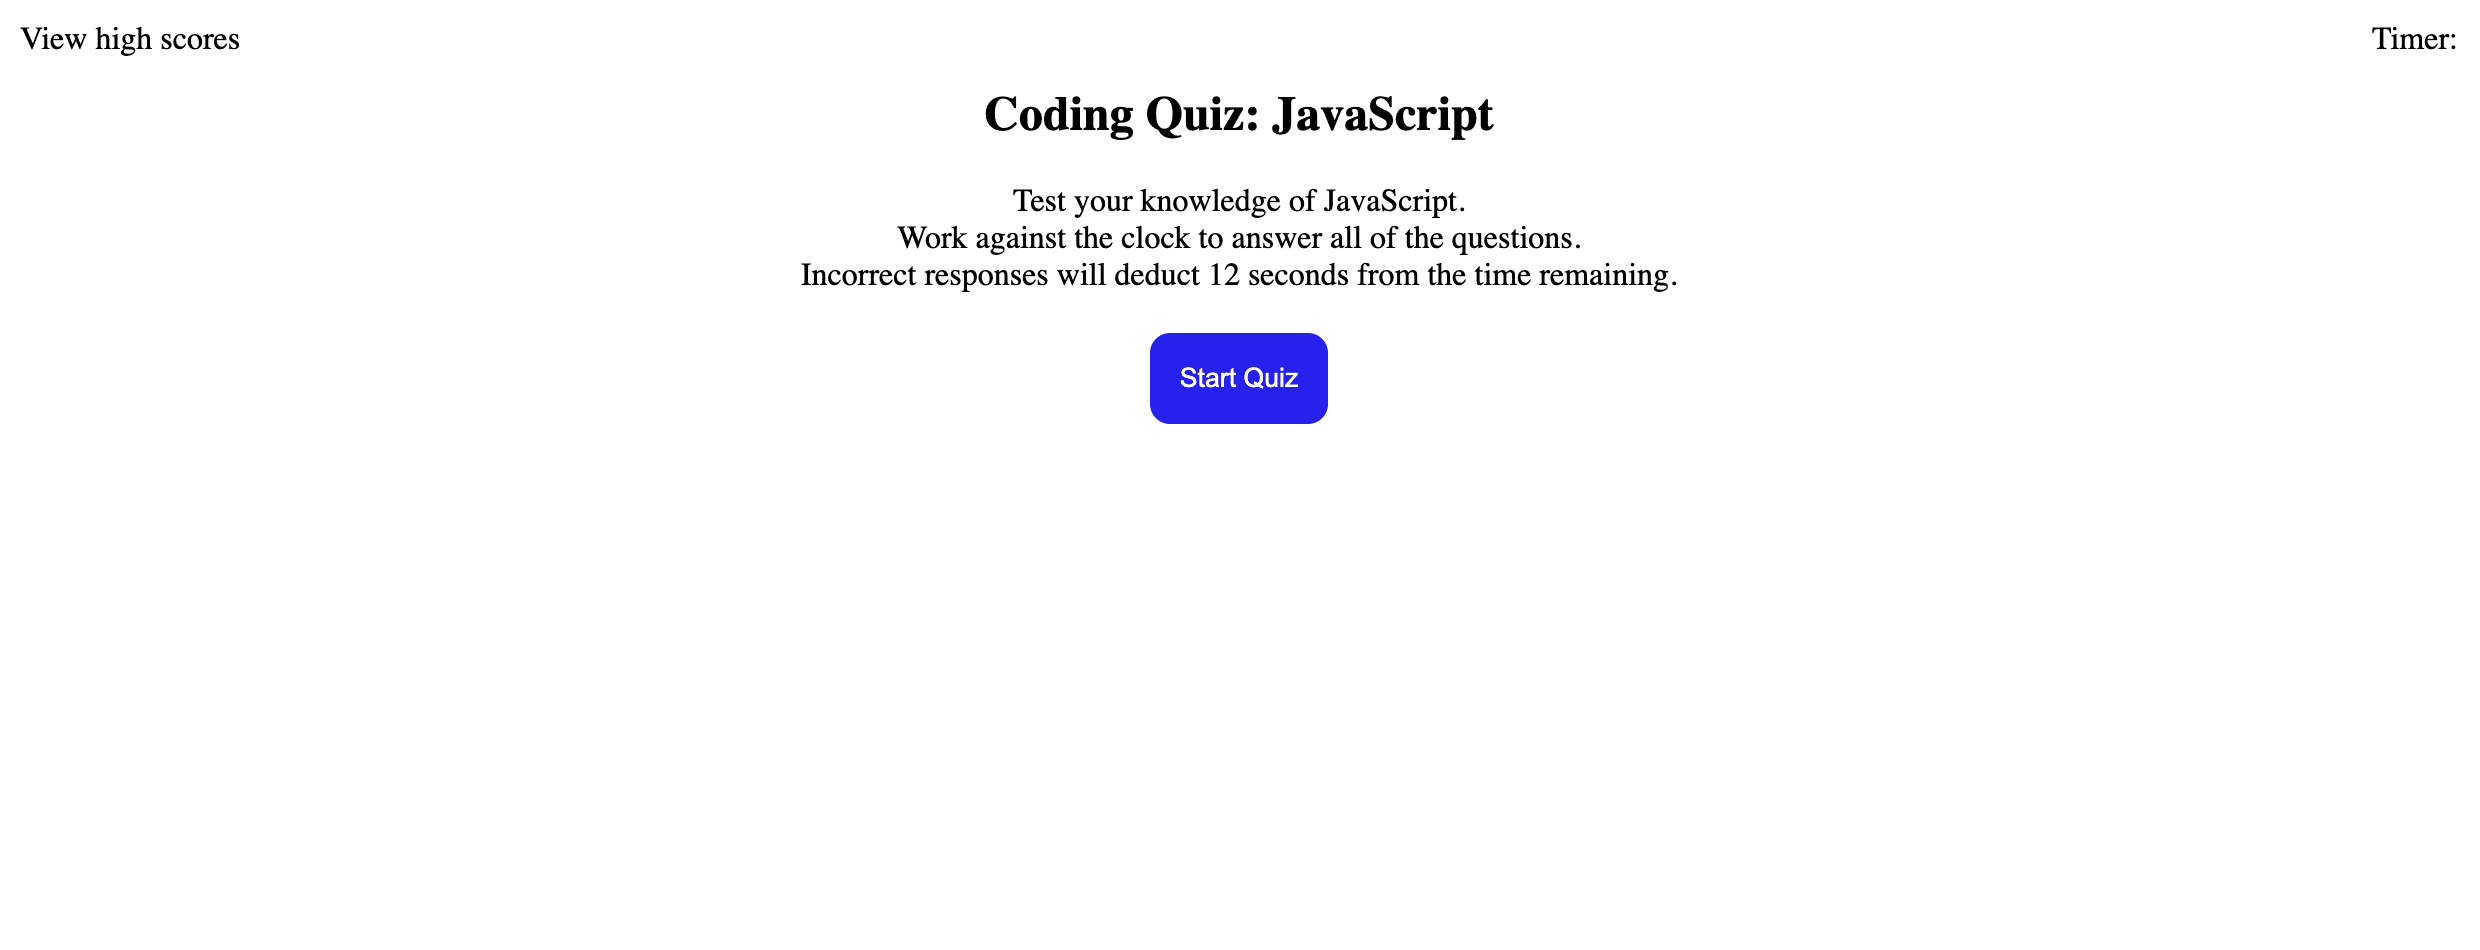 View high scores
Timer:
Coding Quiz: JavaScript
Test your knowledge of JavaScript.
Work against the clock to answer all of the questions.
Incorrect responses will deduct 12 seconds from the time remaining.
Start Quiz